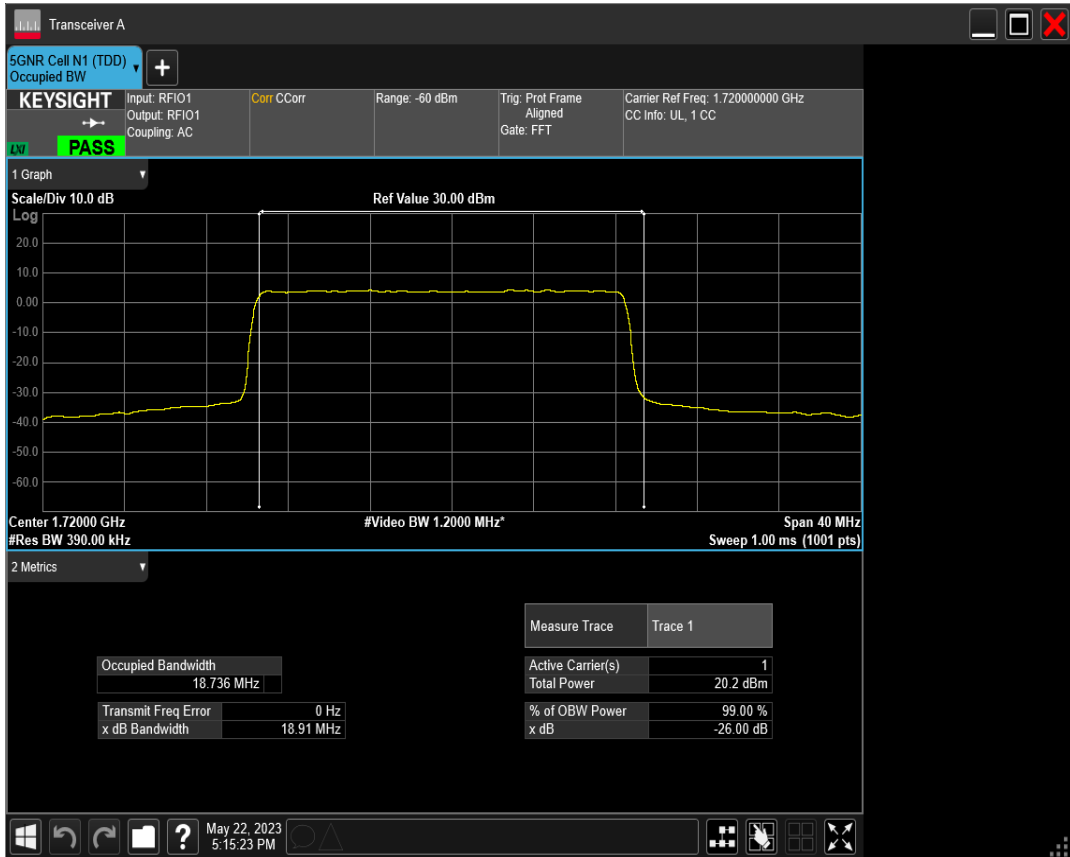 Transceiver A
5GNR Cell N1 (TDD)
Occupied BW
KEYSIGHT
LXI
PASS
Input: RFIO1
Output: RFIO1
Coupling: AC
Corr CCorr
Range: -60 dBm
Trig: Prot Frame
Aligned
Gate: FFT
Carrier Ref Freq: 1.720000000 GHz
CC Info: UL, 1 CC
1 Graph
Scale/Div 10.0 dB
Ref Value 30.00 dBm
Log
20.0
10.0
0.00
-10.0
-20.0
-30.0
-40.0
-50.0
-60.0
Center 1.72000 GHz
#Video BW 1.2000 MHz*
Span 40 MHz
#Res BW 390.00 kHz
Sweep 1.00 ms (1001 pts)
2 Metrics
Measure Trace Trace 1
Occupied Bandwidth
18.736 MHz
Active Carrier(s) 1
Total Power 20.2 dBm
Transmit Freq Error 0 Hz
x dB Bandwidth 18.91 MHz
% of OBW Power 99.00 %
x dB -26.00 dB
?
May 22, 2023
5:15:23 PM